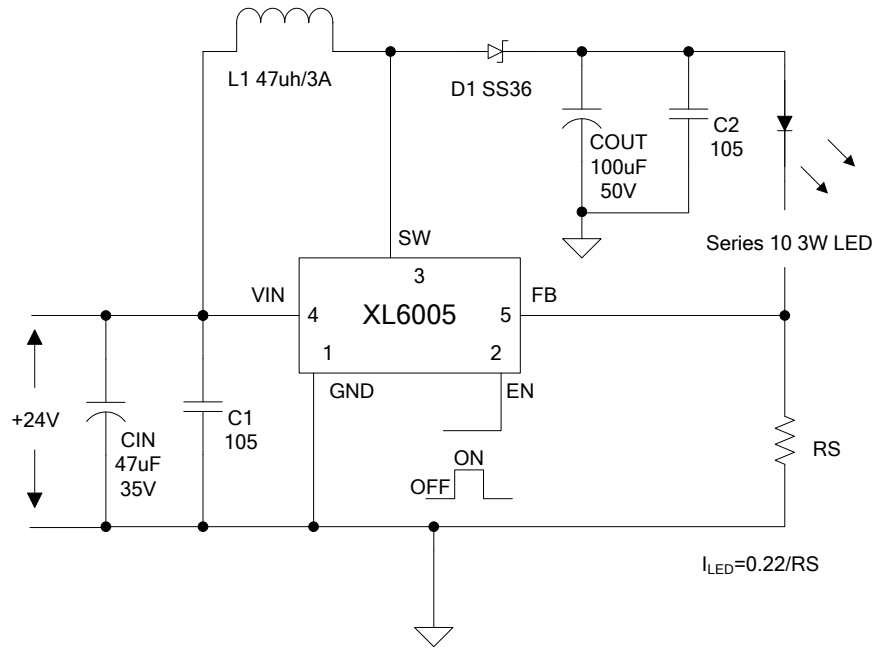 L1 47uh/3A
D1 SS36
COUT
100uF
50V
C2
105
Series 10 3W LED
SW
3
VIN
4
XL6005
5
FB
1
2
GND
EN
+24V
CIN
47uF
35V
C1
105
ON
OFF
RS
I_LED=0.22/RS